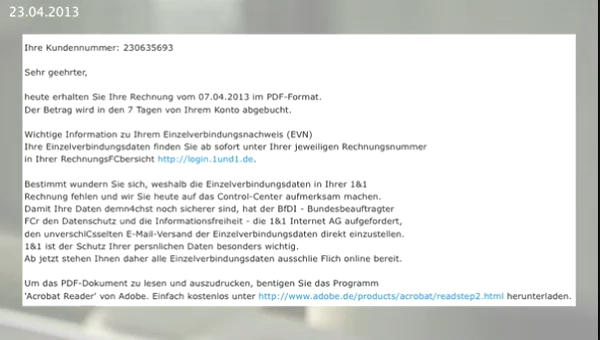 23.04.2013
Ihre Kundennummer: 230635693
Sehr geehrter,
heute erhalten Sie Ihre Rechnung vom 07.04.2013 im PDF-Format.
Der Betrag wird in den 7 Tagen von Ihrem Konto abgebucht.
Wichtige Information zu Ihrem Einzelverbindungsnachweis (EVN)
Ihre Einzelverbindungsdaten finden Sie ab sofort unter Ihrer jeweiligen Rechnungsnummer
in Ihrer RechnungsFCbersicht http://login.1und1.de.
Bestimmt wundern Sie sich, weshalb die Einzelverbindungsdaten in Ihrer 1&1
Rechnung fehlen und wir Sie heute auf das Control-Center aufmerksam machen.
Damit Ihre Daten demn4chst noch sicherer sind, hat der BfDI - Bundesbeauftragter
FCr den Datenschutz und die Informationsfreiheit - die 1&1 Internet AG aufgefordert,
den unverschlCsselten E-Mail-Versand der Einzelverbindungsdaten direkt einzustellen.
1&1 ist der Schutz Ihrer persnlichen Daten besonders wichtig.
Ab jetzt stehen Ihnen daher alle Einzelverbindungsdaten ausschlie Flich online bereit.
Um das PDF-Dokument zu lesen und auszudrucken, bentigen Sie das Programm
'Acrobat Reader' von Adobe. Einfach kostenlos unter http://www.adobe.de/products/acrobat/readstep2.html herunterladen.